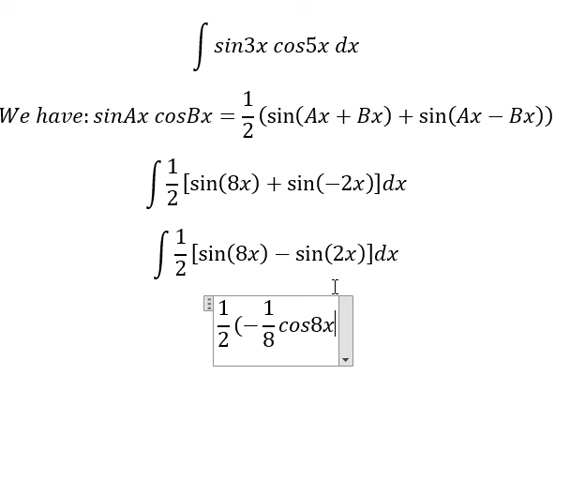 ∫ sin3x cos5x dx
We have: sinAx cosBx = 1/2 (sin(Ax + Bx) + sin(Ax − Bx))
∫ 1/2 [sin(8x) + sin(−2x)]dx
∫ 1/2 [sin(8x) − sin(2x)]dx
1/2 (− 1/8 cos8x